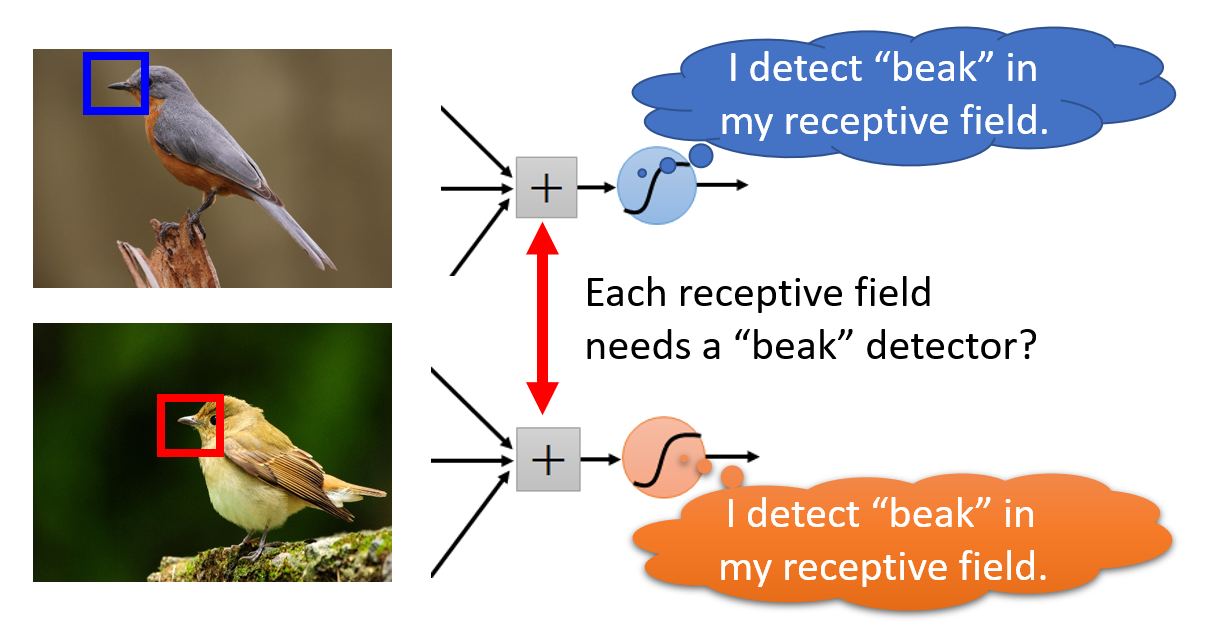 I detect “beak” in
my receptive field.
+
Each receptive field
needs a “beak” detector?
+
I detect “beak” in
my receptive field.